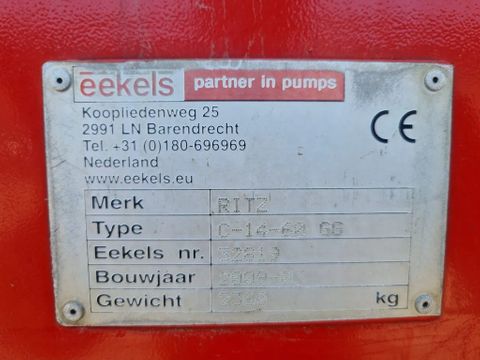 eekels partner in pumps
Koopliedenweg 25
2991 LN Barendrecht
Tel. +31 (0)180-696969
Nederland
www.eekels.eu
CE
Merk RITZ
Type
Eekels nr.
Bouwjaar
Gewicht kg